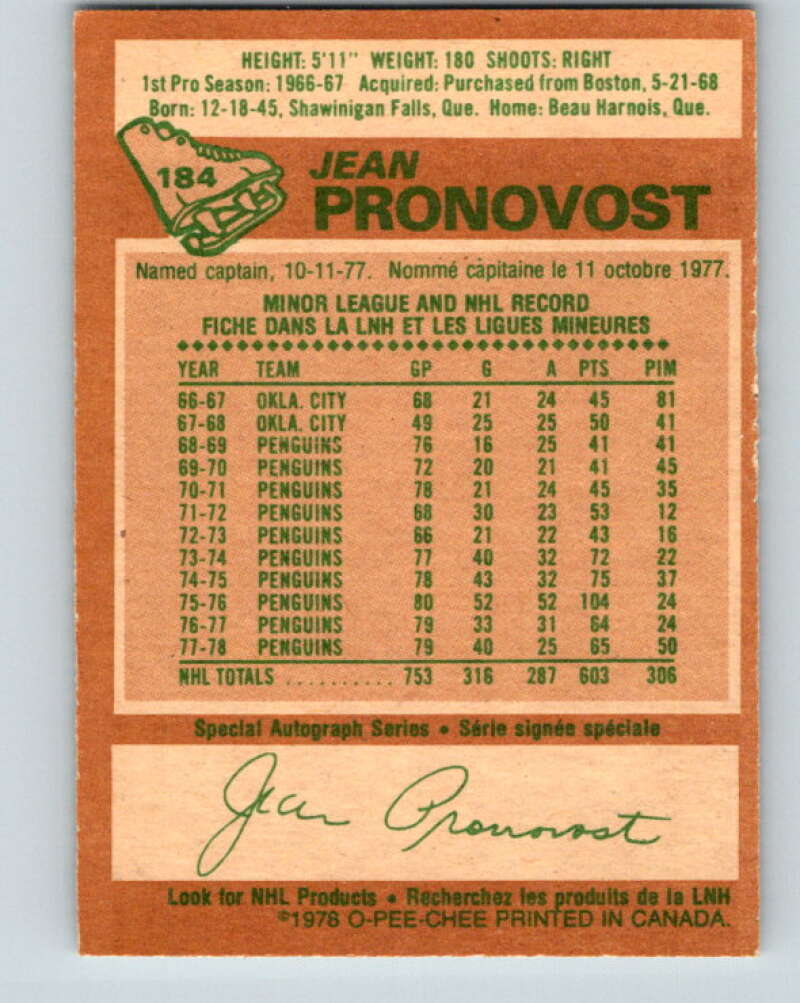 HEIGHT: 5'11" WEIGHT: 180 SHOOTS: RIGHT
1st Pro Season: 1966-67 Acquired: Purchased from Boston, 5-21-68
Born: 12-18-45, Shawinigan Falls, Que. Home: Beau Harnois, Que.
184
JEAN
PRONOVOST
Named captain, 10-11-77. Nommé capitaine le 11 octobre 1977.
MINOR LEAGUE AND NHL RECORD
FICHE DANS LA LNH ET LES LIGUES MINEURES
YEAR TEAM GP G A PTS PIM
66-67 OKLA. CITY 68 21 24 45 81
67-68 OKLA. CITY 49 25 25 50 41
68-69 PENGUINS 76 16 25 41 41
69-70 PENGUINS 72 20 21 41 45
70-71 PENGUINS 78 21 24 45 35
71-72 PENGUINS 68 30 23 53 12
72-73 PENGUINS 66 21 22 43 16
73-74 PENGUINS 77 40 32 72 22
74-75 PENGUINS 78 43 32 75 37
75-76 PENGUINS 80 52 52 104 24
76-77 PENGUINS 79 33 31 64 24
77-78 PENGUINS 79 40 25 65 50
NHL TOTALS .......... 753 316 287 603 306
Special Autograph Series • Série signée spéciale
Jean Pronovost
Look for NHL Products • Recherchez les produits de la LNH
©1978 O-PEE-CHEE PRINTED IN CANADA.